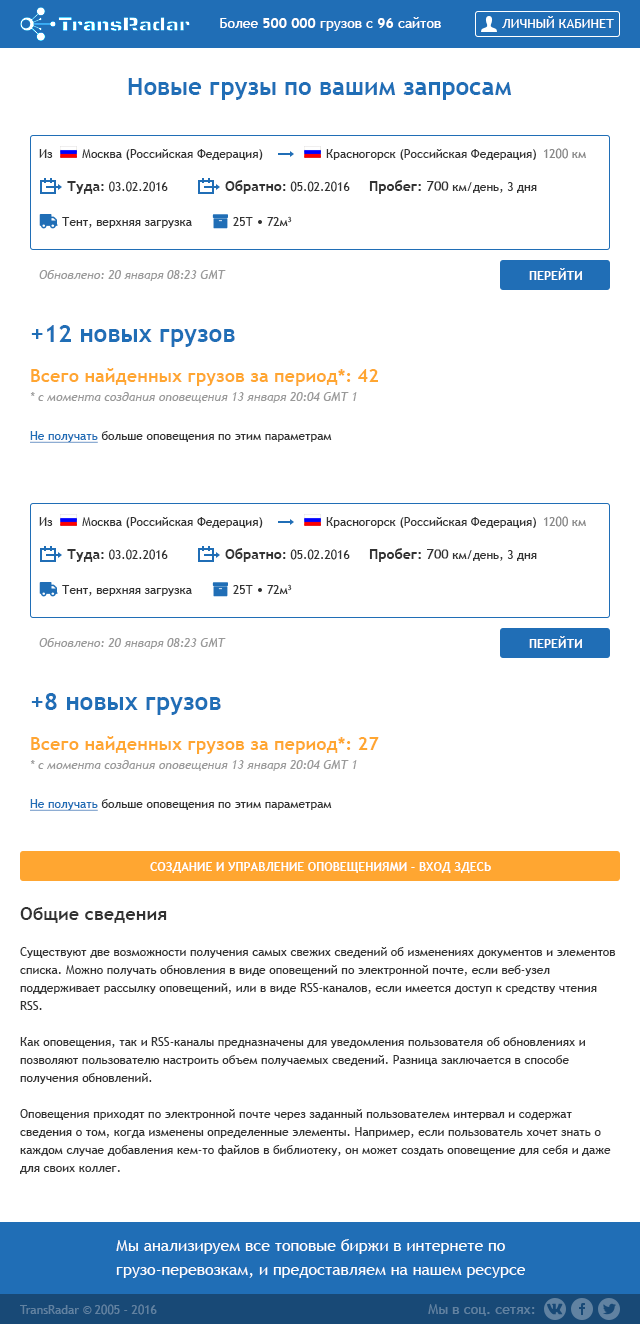 TransRadar Более 500 000 грузов с 96 сайтов ЛИЧНЫЙ КАБИНЕТ
Новые грузы по вашим запросам
Из Москва (Российская Федерация) Красногорск (Российская Федерация) 1200 км
Туда: 03.02.2016 Обратно: 05.02.2016 Пробег: 700 км/день, 3 дня
Тент, верхняя загрузка 25Т • 72м³
Обновлено: 20 января 08:23 GMT ПЕРЕЙТИ
+12 новых грузов
Всего найденных грузов за период*: 42
* с момента создания оповещения 13 января 20:04 GMT 1
Не получать больше оповещения по этим параметрам
Из Москва (Российская Федерация) Красногорск (Российская Федерация) 1200 км
Туда: 03.02.2016 Обратно: 05.02.2016 Пробег: 700 км/день, 3 дня
Тент, верхняя загрузка 25Т • 72м³
Обновлено: 20 января 08:23 GMT ПЕРЕЙТИ
+8 новых грузов
Всего найденных грузов за период*: 27
* с момента создания оповещения 13 января 20:04 GMT 1
Не получать больше оповещения по этим параметрам
СОЗДАНИЕ И УПРАВЛЕНИЕ ОПОВЕЩЕНИЯМИ - ВХОД ЗДЕСЬ
Общие сведения
Существуют две возможности получения самых свежих сведений об изменениях документов и элементов
списка. Можно получать обновления в виде оповещений по электронной почте, если веб-узел
поддерживает рассылку оповещений, или в виде RSS-каналов, если имеется доступ к средству чтения
RSS.
Как оповещения, так и RSS-каналы предназначены для уведомления пользователя об обновлениях и
позволяют пользователю настроить объем получаемых сведений. Разница заключается в способе
получения обновлений.
Оповещения приходят по электронной почте через заданный пользователем интервал и содержат
сведения о том, когда изменены определенные элементы. Например, если пользователь хочет знать о
каждом случае добавления кем-то файлов в библиотеку, он может создать оповещение для себя и даже
для своих коллег.
Мы анализируем все топовые биржи в интернете по
грузо-перевозкам, и предоставляем на нашем ресурсе
TransRadar © 2005 - 2016 Мы в соц. сетях: